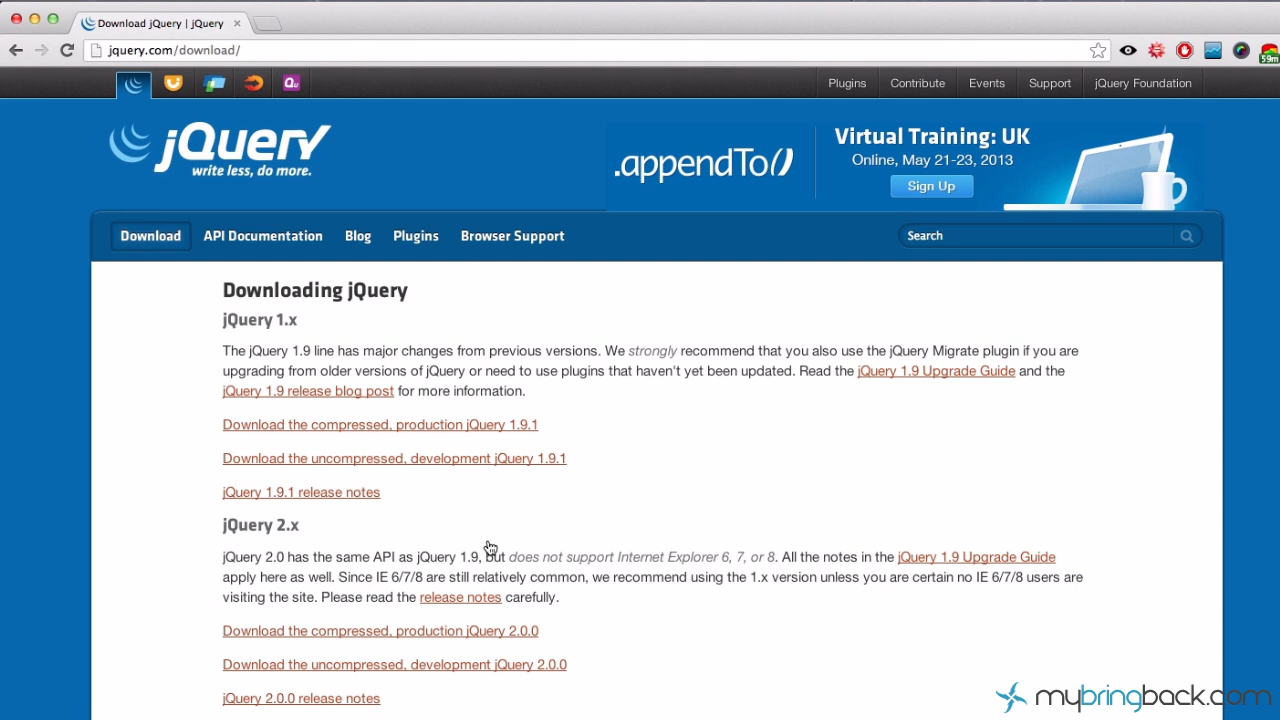 Download jQuery | jQuery
jquery.com/download/
59m
Qu
Plugins Contribute Events Support jQuery Foundation
jQuery
write less, do more.
.appendTo()
Virtual Training: UK
Online, May 21-23, 2013
Sign Up
Download API Documentation Blog Plugins Browser Support Search
Downloading jQuery
jQuery 1.x
The jQuery 1.9 line has major changes from previous versions. We strongly recommend that you also use the jQuery Migrate plugin if you are
upgrading from older versions of jQuery or need to use plugins that haven't yet been updated. Read the jQuery 1.9 Upgrade Guide and the
jQuery 1.9 release blog post for more information.
Download the compressed, production jQuery 1.9.1
Download the uncompressed, development jQuery 1.9.1
jQuery 1.9.1 release notes
jQuery 2.x
jQuery 2.0 has the same API as jQuery 1.9, but does not support Internet Explorer 6, 7, or 8. All the notes in the jQuery 1.9 Upgrade Guide
apply here as well. Since IE 6/7/8 are still relatively common, we recommend using the 1.x version unless you are certain no IE 6/7/8 users are
visiting the site. Please read the release notes carefully.
Download the compressed, production jQuery 2.0.0
Download the uncompressed, development jQuery 2.0.0
jQuery 2.0.0 release notes
mybringback.com